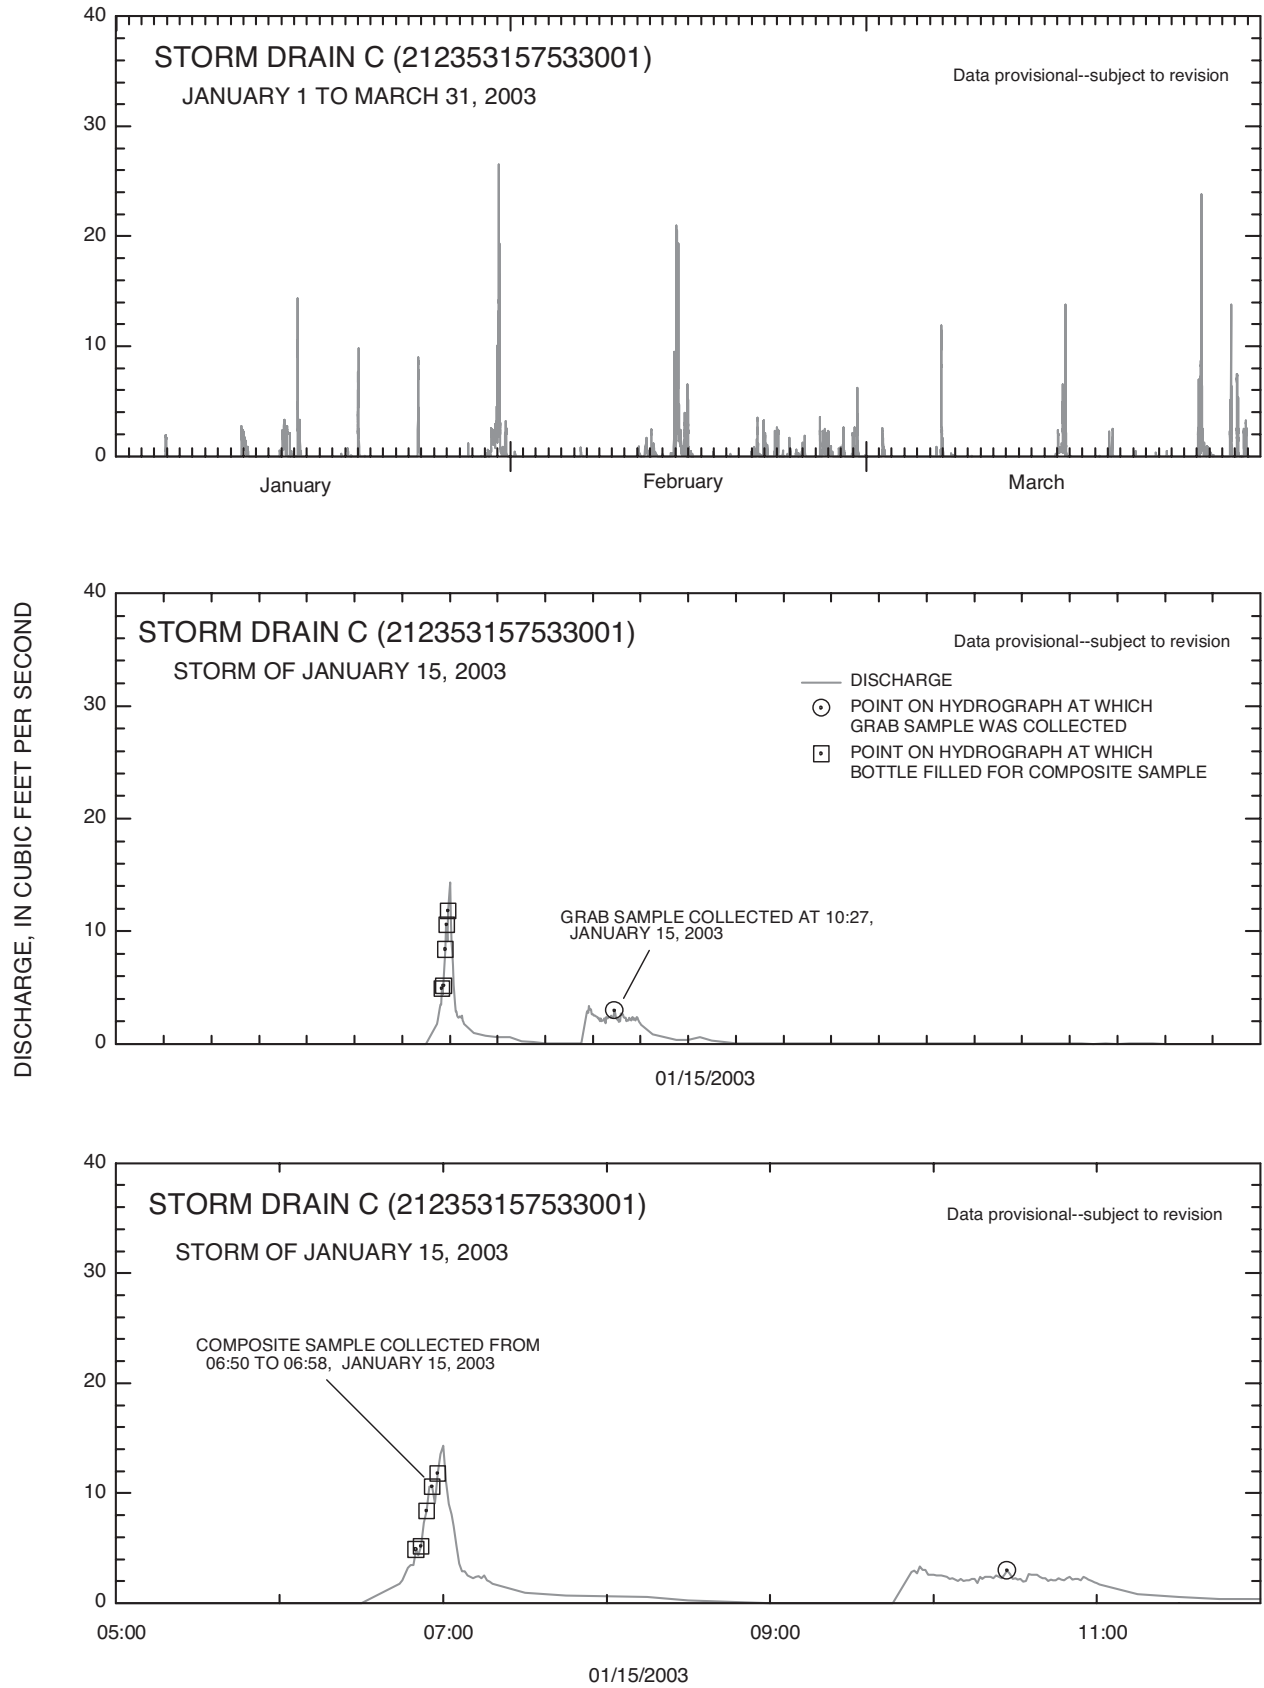 40
STORM DRAIN C (212353157533001)
Data provisional--subject to revision
JANUARY 1 TO MARCH 31, 2003
30
20
10
0
January
February
March
DISCHARGE, IN CUBIC FEET PER SECOND
40
STORM DRAIN C (212353157533001)
Data provisional--subject to revision
STORM OF JANUARY 15, 2003
DISCHARGE
30
POINT ON HYDROGRAPH AT WHICH
GRAB SAMPLE WAS COLLECTED
POINT ON HYDROGRAPH AT WHICH
BOTTLE FILLED FOR COMPOSITE SAMPLE
20
GRAB SAMPLE COLLECTED AT 10:27,
JANUARY 15, 2003
10
0
01/15/2003
40
STORM DRAIN C (212353157533001)
Data provisional--subject to revision
STORM OF JANUARY 15, 2003
30
COMPOSITE SAMPLE COLLECTED FROM
06:50 TO 06:58, JANUARY 15, 2003
20
10
0
05:00
07:00
09:00
11:00
01/15/2003